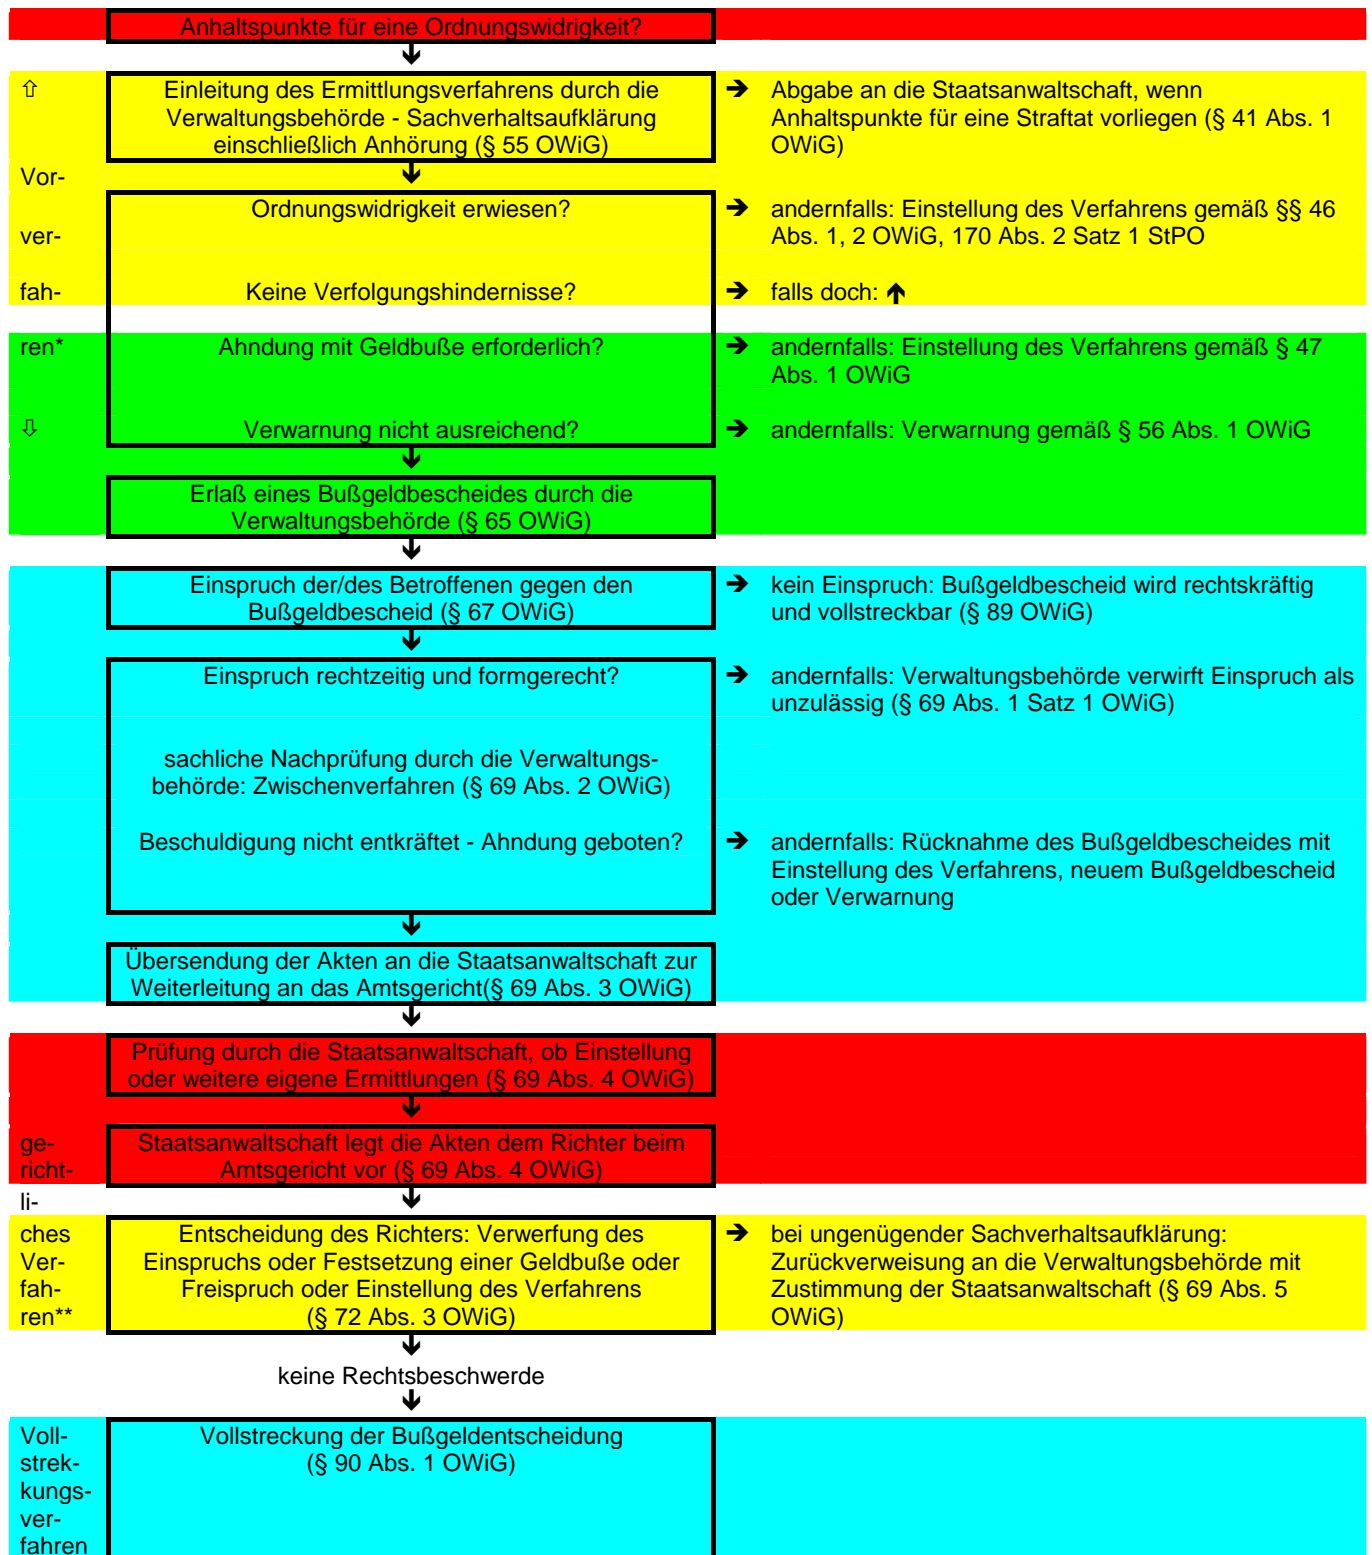 Anhaltspunkte für eine Ordnungswidrigkeit?
🡻
⇧
Einleitung des Ermittlungsverfahrens durch die
Verwaltungsbehörde - Sachverhaltsaufklärung
einschließlich Anhörung (§ 55 OWiG)
➔ Abgabe an die Staatsanwaltschaft, wenn
Anhaltspunkte für eine Straftat vorliegen (§ 41 Abs. 1
OWiG)
Vor-
🡻
Ordnungswidrigkeit erwiesen?
➔ andernfalls: Einstellung des Verfahrens gemäß §§ 46
ver-
Abs. 1, 2 OWiG, 170 Abs. 2 Satz 1 StPO
fah-
Keine Verfolgungshindernisse?
➔ falls doch: 🡹
ren*
Ahndung mit Geldbuße erforderlich?
➔ andernfalls: Einstellung des Verfahrens gemäß § 47
Abs. 1 OWiG
⇩
Verwarnung nicht ausreichend?
➔ andernfalls: Verwarnung gemäß § 56 Abs. 1 OWiG
🡻
Erlaß eines Bußgeldbescheides durch die
Verwaltungsbehörde (§ 65 OWiG)
🡻
Einspruch der/des Betroffenen gegen den
Bußgeldbescheid (§ 67 OWiG)
➔ kein Einspruch: Bußgeldbescheid wird rechtskräftig
und vollstreckbar (§ 89 OWiG)
🡻
Einspruch rechtzeitig und formgerecht?
➔ andernfalls: Verwaltungsbehörde verwirft Einspruch als
unzulässig (§ 69 Abs. 1 Satz 1 OWiG)
sachliche Nachprüfung durch die Verwaltungs-
behörde: Zwischenverfahren (§ 69 Abs. 2 OWiG)
Beschuldigung nicht entkräftet - Ahndung geboten?
➔ andernfalls: Rücknahme des Bußgeldbescheides mit
Einstellung des Verfahrens, neuem Bußgeldbescheid
oder Verwarnung
🡻
Übersendung der Akten an die Staatsanwaltschaft zur
Weiterleitung an das Amtsgericht(§ 69 Abs. 3 OWiG)
🡻
Prüfung durch die Staatsanwaltschaft, ob Einstellung
oder weitere eigene Ermittlungen (§ 69 Abs. 4 OWiG)
🡻
ge-
richt-
Staatsanwaltschaft legt die Akten dem Richter beim
Amtsgericht vor (§ 69 Abs. 4 OWiG)
li-
🡻
ches
Ver-
fah-
ren**
Entscheidung des Richters: Verwerfung des
Einspruchs oder Festsetzung einer Geldbuße oder
Freispruch oder Einstellung des Verfahrens
(§ 72 Abs. 3 OWiG)
➔ bei ungenügender Sachverhaltsaufklärung:
Zurückverweisung an die Verwaltungsbehörde mit
Zustimmung der Staatsanwaltschaft (§ 69 Abs. 5
OWiG)
🡻
keine Rechtsbeschwerde
🡻
Voll-
strek-
kungs-
ver-
fahren
Vollstreckung der Bußgeldentscheidung
(§ 90 Abs. 1 OWiG)